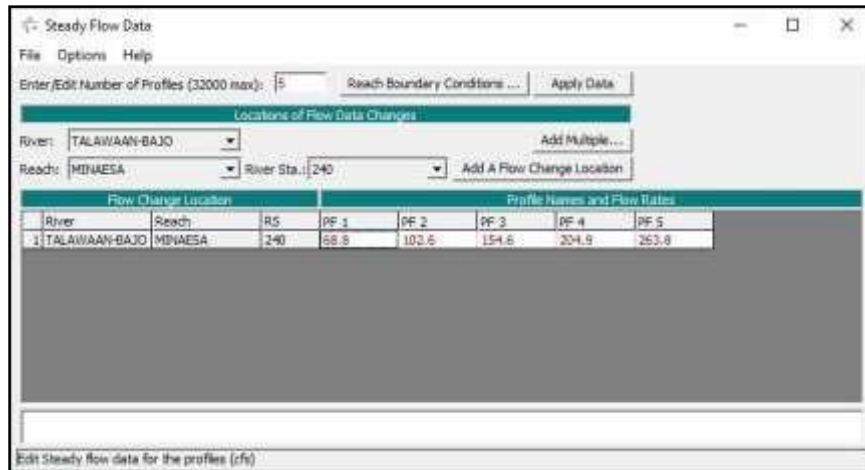 Steady Flow Data
File Options Help
Enter/Edit Number of Profiles (32000 max): 5 Reach Boundary Conditions ... Apply Data
Locations of Flow Data Changes
River: TALAWAAN-BAJO Add Multiple...
Reach: MINAESA River Sta.: 240 Add A Flow Change Location
Flow Change Location Profile Names and Flow Rates
River Reach RS PF 1 PF 2 PF 3 PF 4 PF 5
1 TALAWAAN-BAJO MINAESA 240 68.9 102.6 154.6 204.9 263.8
Edit Steady flow data for the profiles (cfs)